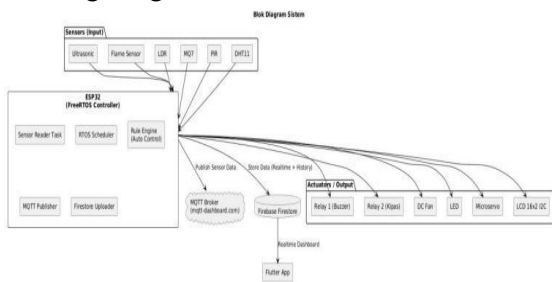 Blok Diagram Sistem
Sensors (Input)
Ultrasonic
Flame Sensor
LDR
MQ7
PIR
DHT11
ESP32
(FreeRTOS Controller)
Sensor Reader Task
RTOS Scheduler
Rule Engine
(Auto Control)
MQTT Publisher
Firestore Uploader
Publish Sensor Data
Store Data (Realtime + History)
MQTT Broker
(mqtt-dashboard.com)
Firebase Firestore
Actuators / Output
Relay 1 (Buzzer)
Relay 2 (Kipas)
DC Fan
LED
Microservo
LCD 16x2 I2C
Realtime Dashboard
Flutter App